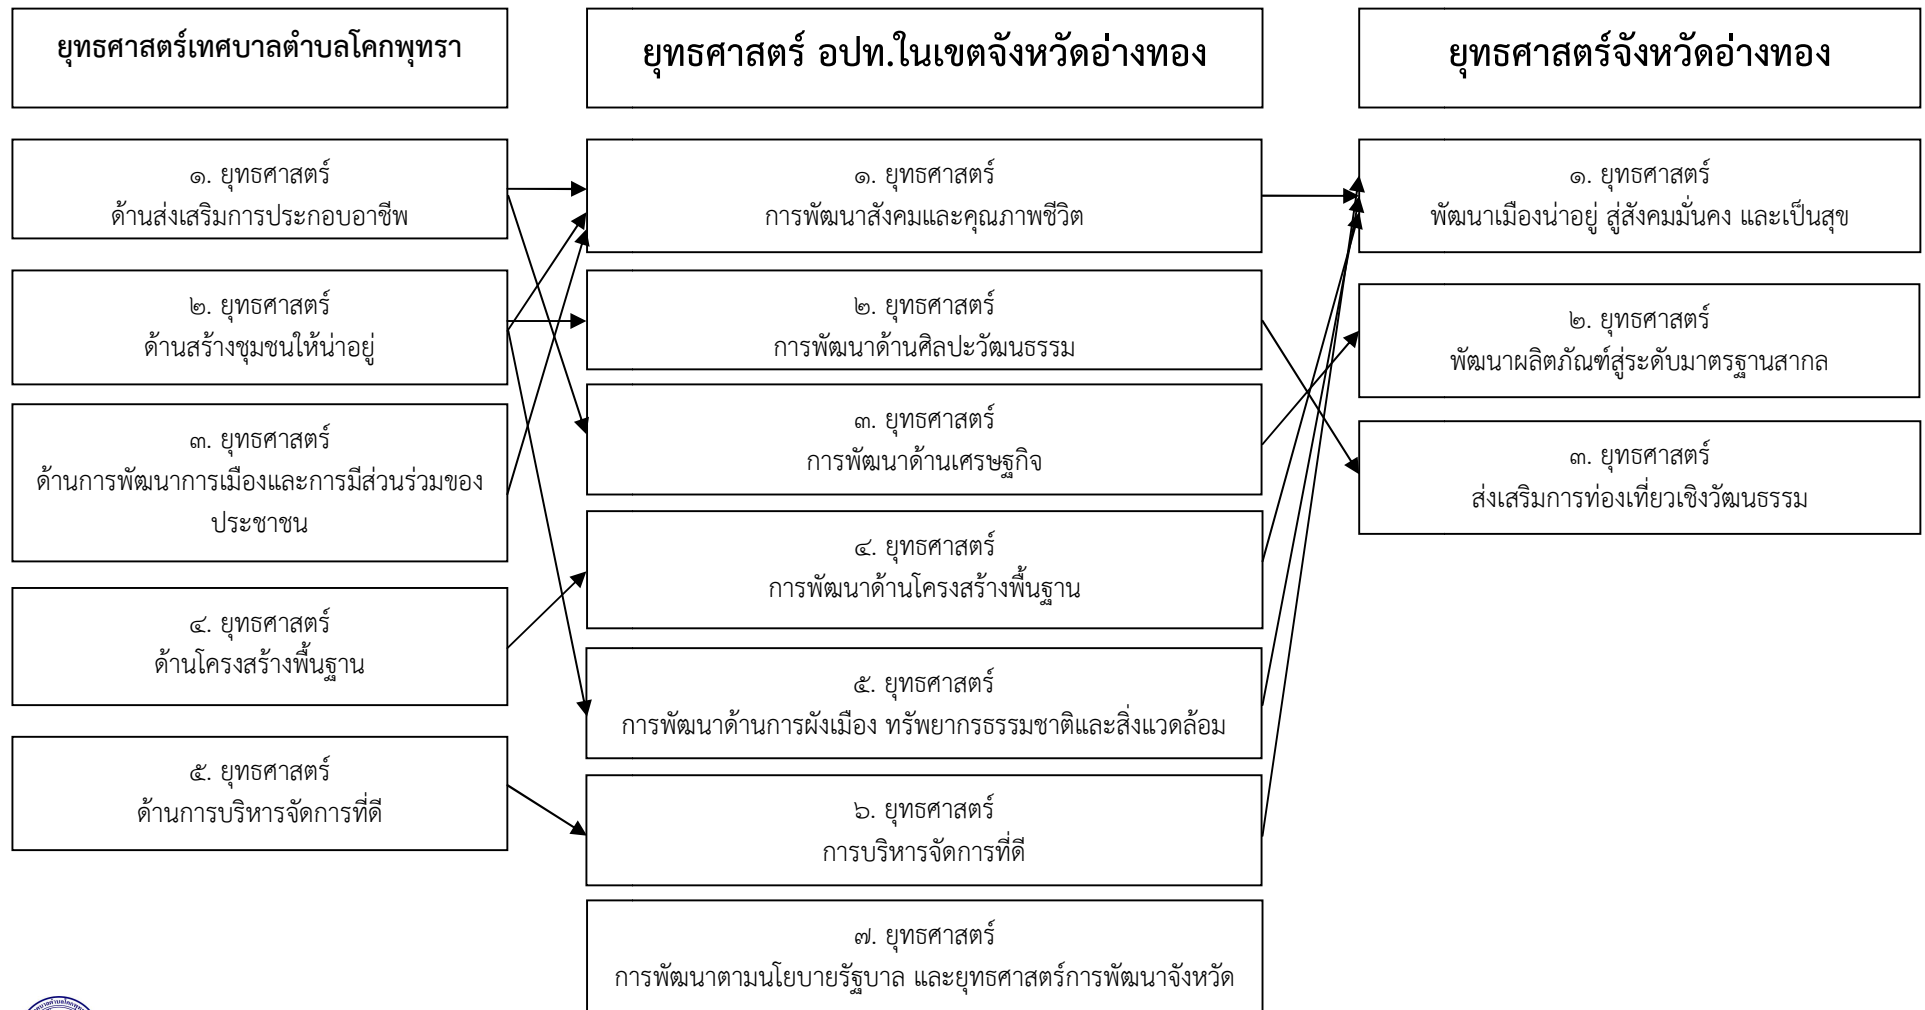 ยุทธศาสตร์เทศบาลตำบลโคกพุทรา
ยุทธศาสตร์ อปท.ในเขตจังหวัดอ่างทอง
ยุทธศาสตร์จังหวัดอ่างทอง
๑. ยุทธศาสตร์
ด้านส่งเสริมการประกอบอาชีพ
๒. ยุทธศาสตร์
ด้านสร้างชุมชนให้น่าอยู่
๓. ยุทธศาสตร์
ด้านการพัฒนาการเมืองและการมีส่วนร่วมของ
ประชาชน
๔. ยุทธศาสตร์
ด้านโครงสร้างพื้นฐาน
๕. ยุทธศาสตร์
ด้านการบริหารจัดการที่ดี
๑. ยุทธศาสตร์
การพัฒนาสังคมและคุณภาพชีวิต
๒. ยุทธศาสตร์
การพัฒนาด้านศิลปะวัฒนธรรม
๓. ยุทธศาสตร์
การพัฒนาด้านเศรษฐกิจ
๔. ยุทธศาสตร์
การพัฒนาด้านโครงสร้างพื้นฐาน
๕. ยุทธศาสตร์
การพัฒนาด้านการผังเมือง ทรัพยากรธรรมชาติและสิ่งแวดล้อม
๖. ยุทธศาสตร์
การบริหารจัดการที่ดี
๗. ยุทธศาสตร์
การพัฒนาตามนโยบายรัฐบาล และยุทธศาสตร์การพัฒนาจังหวัด
๑. ยุทธศาสตร์
พัฒนาเมืองน่าอยู่ สู่สังคมมั่นคง และเป็นสุข
๒. ยุทธศาสตร์
พัฒนาผลิตภัณฑ์สู่ระดับมาตรฐานสากล
๓. ยุทธศาสตร์
ส่งเสริมการท่องเที่ยวเชิงวัฒนธรรม